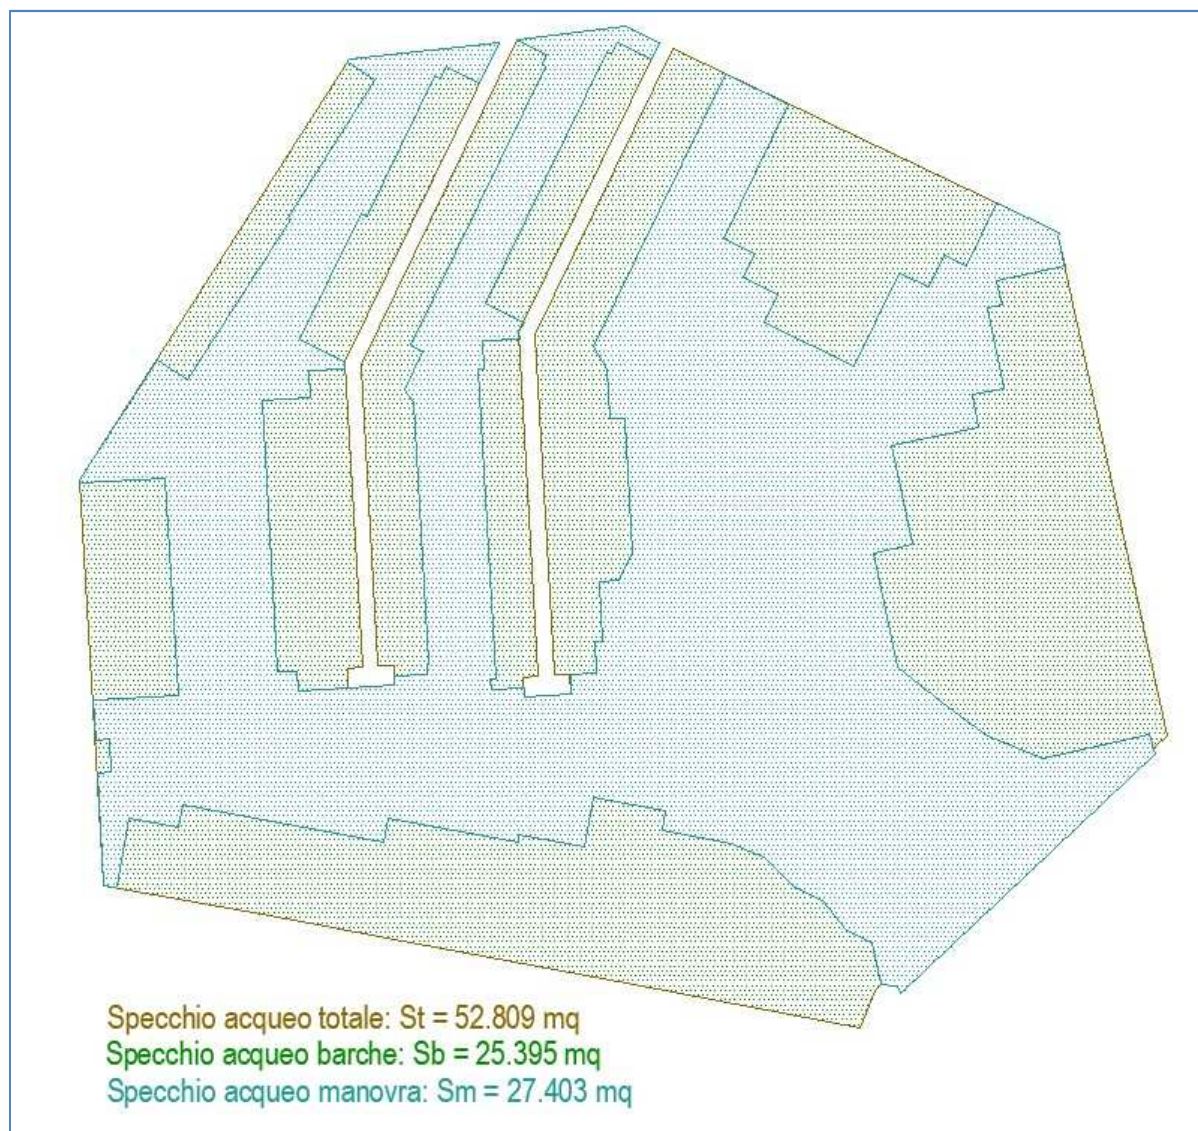 Specchio acqueo totale: St = 52.809 mq
Specchio acqueo barche: Sb = 25.395 mq
Specchio acqueo manovra: Sm = 27.403 mq